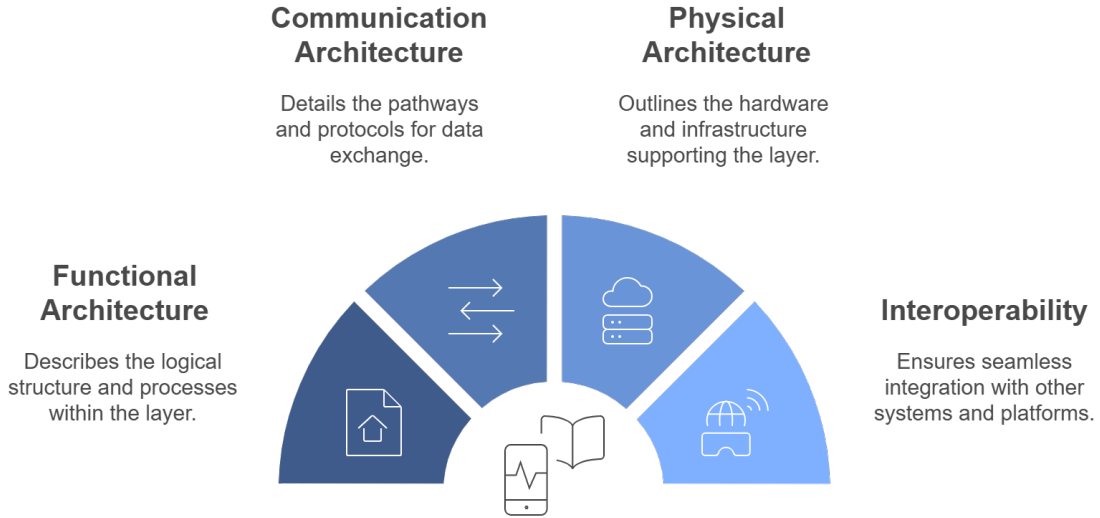 Communication
Architecture
Details the pathways
and protocols for data
exchange.
Physical
Architecture
Outlines the hardware
and infrastructure
supporting the layer.
Functional
Architecture
Describes the logical
structure and processes
within the layer.
Interoperability
Ensures seamless
integration with other
systems and platforms.